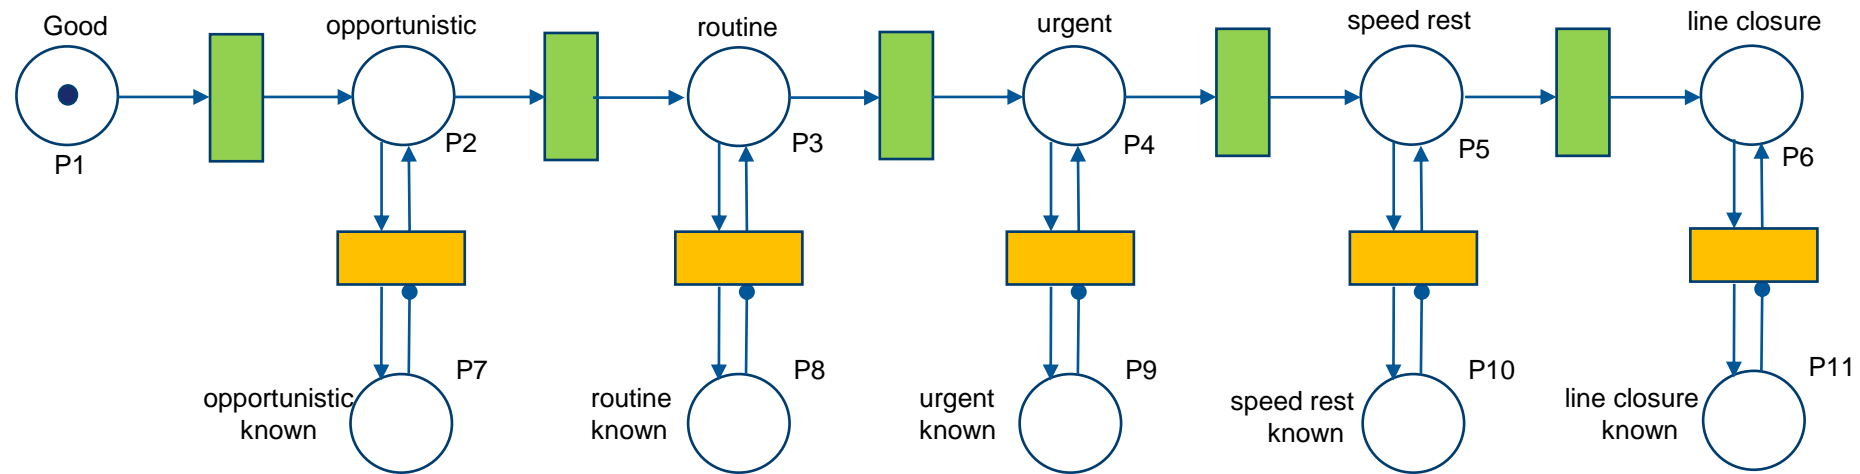 Good
opportunistic
routine
urgent
speed rest
line closure
P1
P2
P3
P4
P5
P6
P7
P8
P9
P10
P11
opportunistic
known
routine
known
urgent
known
speed rest
known
line closure
known